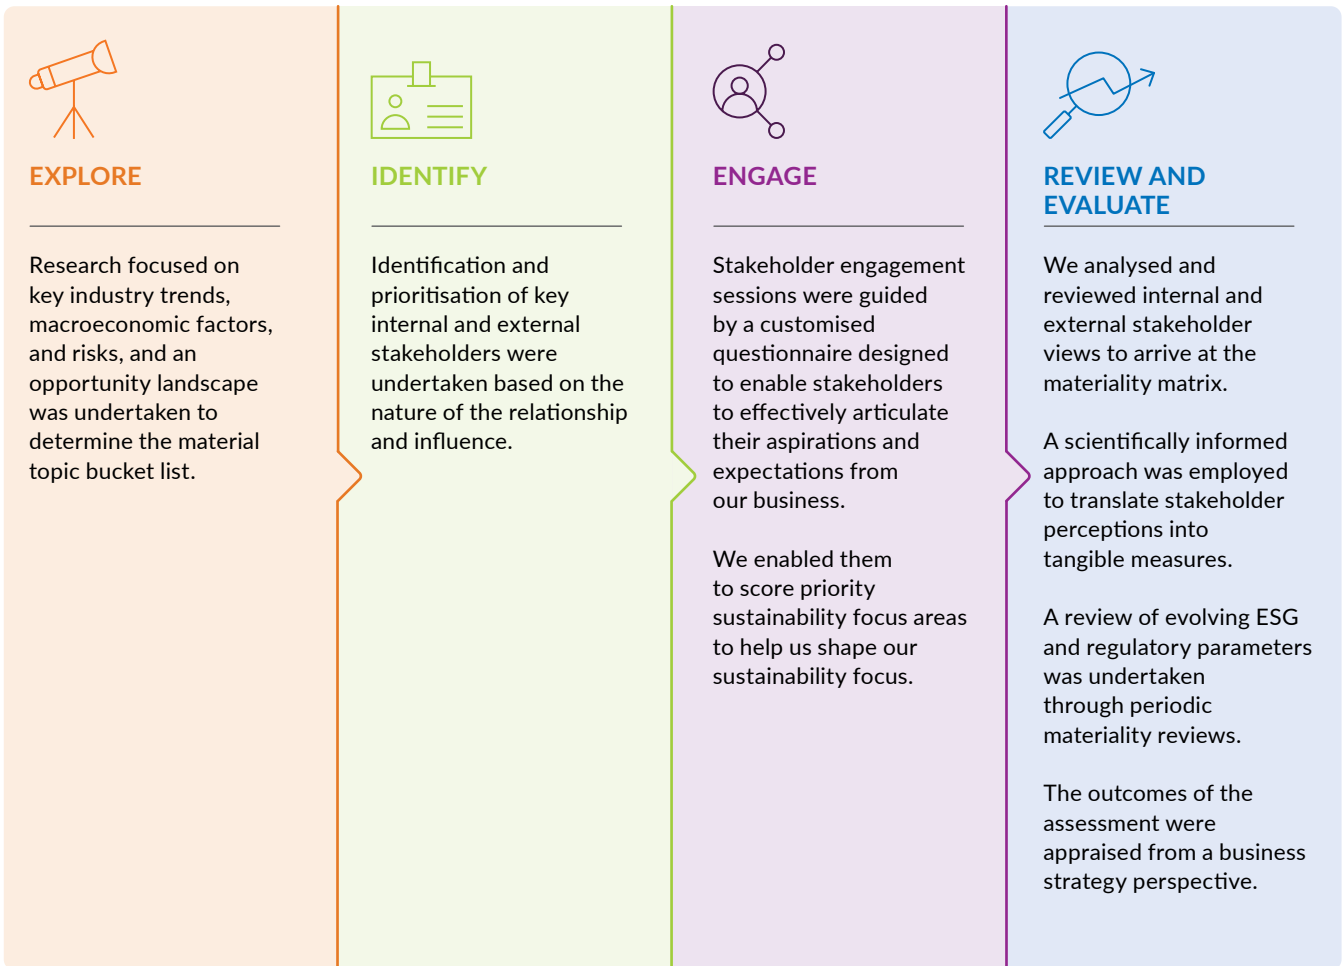 EXPLORE
Research focused on
key industry trends,
macroeconomic factors,
and risks, and an
opportunity landscape
was undertaken to
determine the material
topic bucket list.
IDENTIFY
Identification and
prioritisation of key
internal and external
stakeholders were
undertaken based on the
nature of the relationship
and influence.
ENGAGE
Stakeholder engagement
sessions were guided
by a customised
questionnaire designed
to enable stakeholders
to effectively articulate
their aspirations and
expectations from
our business.
We enabled them
to score priority
sustainability focus areas
to help us shape our
sustainability focus.
REVIEW AND
EVALUATE
We analysed and
reviewed internal and
external stakeholder
views to arrive at the
materiality matrix.
A scientifically informed
approach was employed
to translate stakeholder
perceptions into
tangible measures.
A review of evolving ESG
and regulatory parameters
was undertaken
through periodic
materiality reviews.
The outcomes of the
assessment were
appraised from a business
strategy perspective.